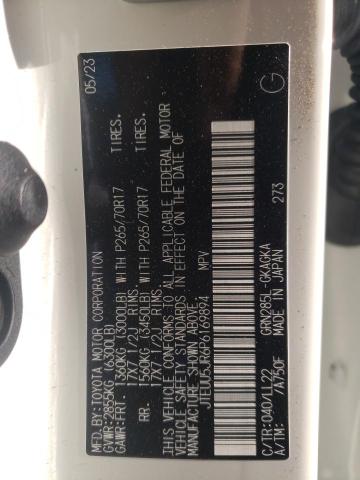 MFD.BY:TOYOTA MOTOR CORPORATION 05/23
GVWR:2855KG(6300LB)
GAWR:FRT. 1360KG(3000LB) WITH P265/70R17 TIRES.
17X7 1/2J RIMS.
RR. 1560KG(3450LB) WITH P265/70R17 TIRES.
17X7 1/2J RIMS.
THIS VEHICLE CONFORMS TO ALL APPLICABLE FEDERAL MOTOR
VEHICLE SAFETY STANDARDS IN EFFECT ON THE DATE OF
MANUFACTURE SHOWN ABOVE.
JTEUU5JR6P6169894 MPV
G
273
C/TR:040/LL22 GRN285L-GKAGKA
A/TM: /A750F MADE IN JAPAN